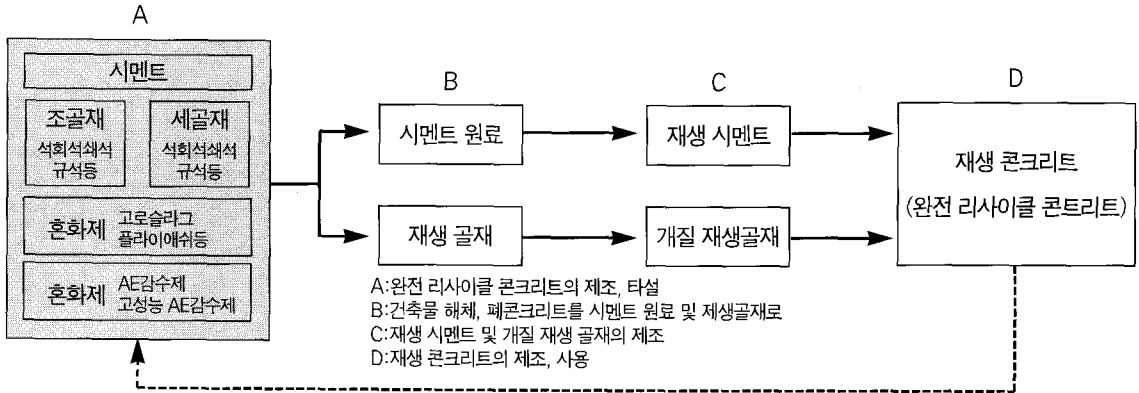 A
시멘트
조골재
석회석쇄석
규석등
세골재
석회석쇄석
규석등
혼화제 고로슬라그
플라이애쉬등
혼화제 AE감수제
고성능 AE감수제
B
시멘트 원료
재생 골재
C
재생 시멘트
개질 재생골재
D
재생 콘크리트
(완전 리사이클 콘트리트)
A:완전 리사이클 콘크리트의 제조, 타설
B:건축물 해체, 폐콘크리트를 시멘트 원료 및 제생골재로
C:재생 시멘트 및 개질 재생 골재의 제조
D:재생 콘크리트의 제조, 사용